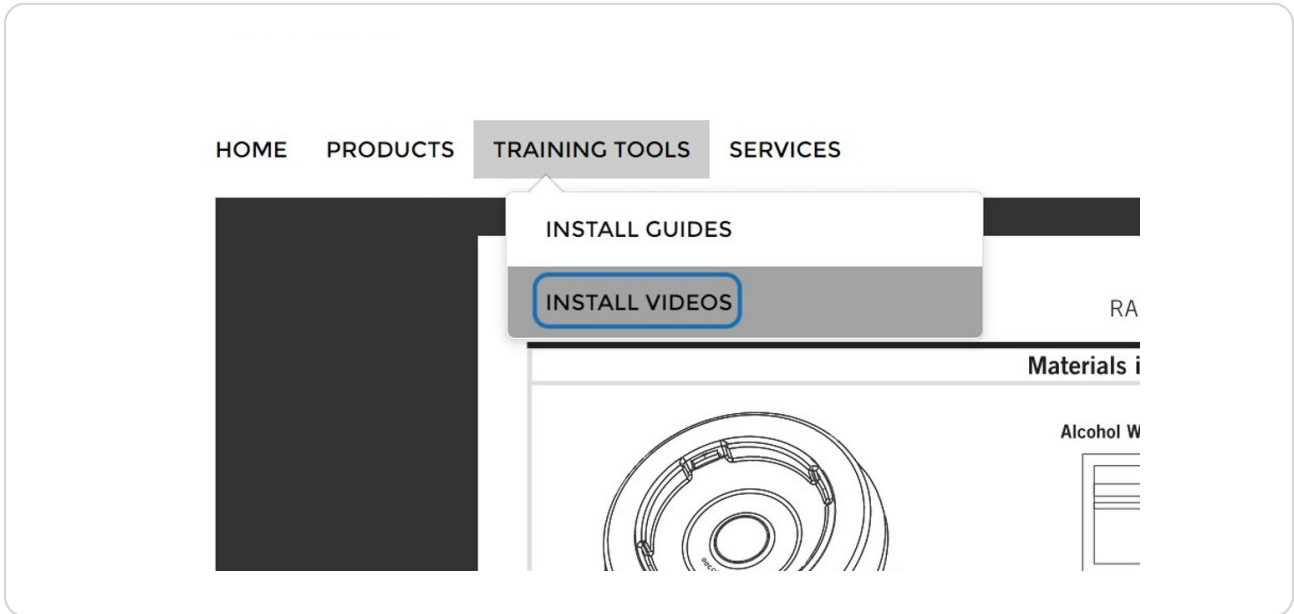 HOME PRODUCTS TRAINING TOOLS SERVICES
INSTALL GUIDES
INSTALL VIDEOS
RA
Materials i
Alcohol W